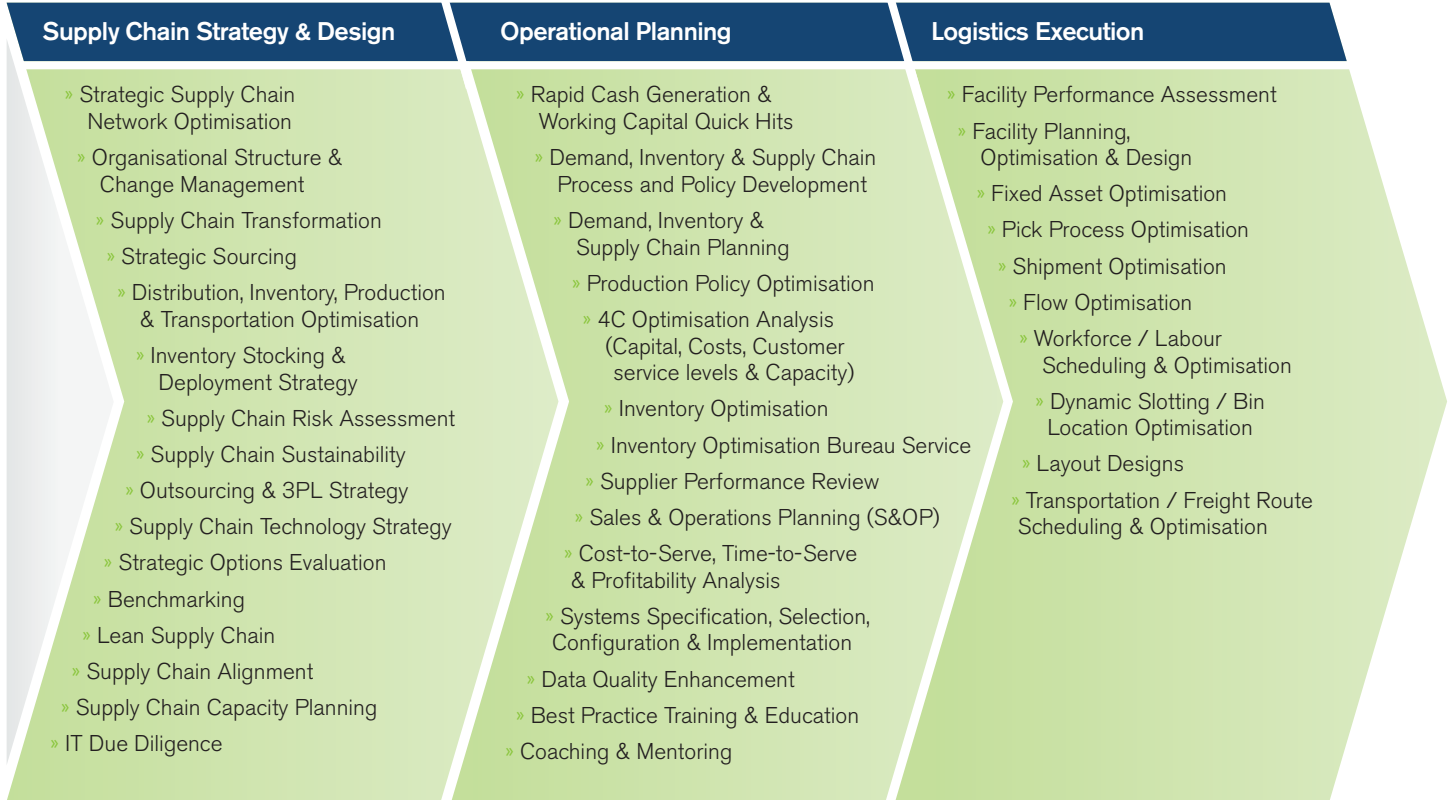 Supply Chain Strategy & Design
» Strategic Supply Chain
Network Optimisation
» Organisational Structure &
Change Management
» Supply Chain Transformation
» Strategic Sourcing
» Distribution, Inventory, Production
& Transportation Optimisation
» Inventory Stocking &
Deployment Strategy
» Supply Chain Risk Assessment
» Supply Chain Sustainability
» Outsourcing & 3PL Strategy
» Supply Chain Technology Strategy
» Strategic Options Evaluation
» Benchmarking
» Lean Supply Chain
» Supply Chain Alignment
» Supply Chain Capacity Planning
» IT Due Diligence
Operational Planning
» Rapid Cash Generation &
Working Capital Quick Hits
» Demand, Inventory & Supply Chain
Process and Policy Development
» Demand, Inventory &
Supply Chain Planning
» Production Policy Optimisation
» 4C Optimisation Analysis
(Capital, Costs, Customer
service levels & Capacity)
» Inventory Optimisation
» Inventory Optimisation Bureau Service
» Supplier Performance Review
» Sales & Operations Planning (S&OP)
» Cost-to-Serve, Time-to-Serve
& Profitability Analysis
» Systems Specification, Selection,
Configuration & Implementation
» Data Quality Enhancement
» Best Practice Training & Education
» Coaching & Mentoring
Logistics Execution
» Facility Performance Assessment
» Facility Planning,
Optimisation & Design
» Fixed Asset Optimisation
» Pick Process Optimisation
» Shipment Optimisation
» Flow Optimisation
» Workforce / Labour
Scheduling & Optimisation
» Dynamic Slotting / Bin
Location Optimisation
» Layout Designs
» Transportation / Freight Route
Scheduling & Optimisation